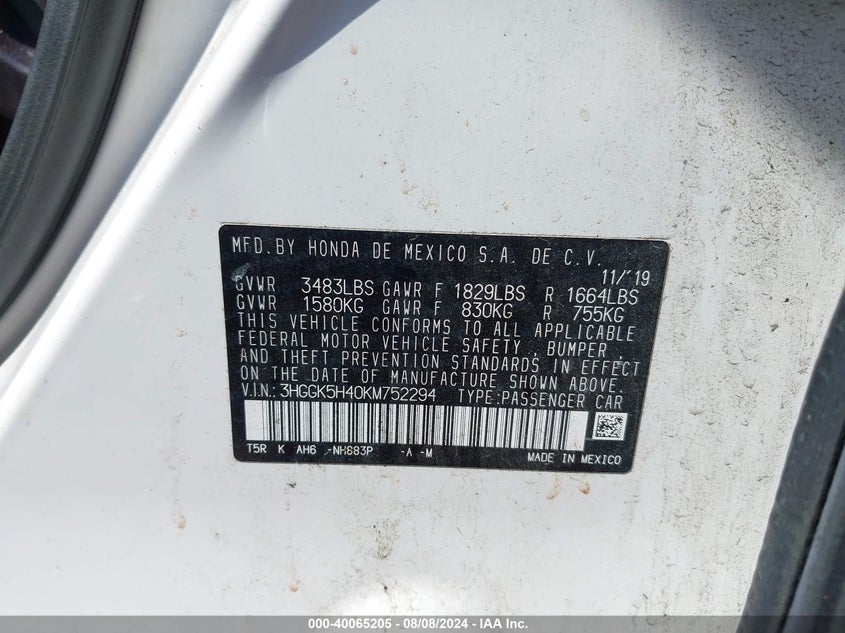 MFD.BY HONDA DE MEXICO S.A. DE C.V.
11/'19
GVWR 3483LBS GAWR F 1829LBS R 1664LBS
GVWR 1580KG GAWR F 830KG R 755KG
THIS VEHICLE CONFORMS TO ALL APPLICABLE
FEDERAL MOTOR VEHICLE SAFETY, BUMPER,
AND THEFT PREVENTION STANDARDS IN EFFECT
ON THE DATE OF MANUFACTURE SHOWN ABOVE.
V.IN.: 3HGGK5H40KM752294 TYPE:PASSENGER CAR
T5R K AH6 -NH883P -A -M MADE IN MEXICO
000-40065205 - 08/08/2024 - IAA Inc.